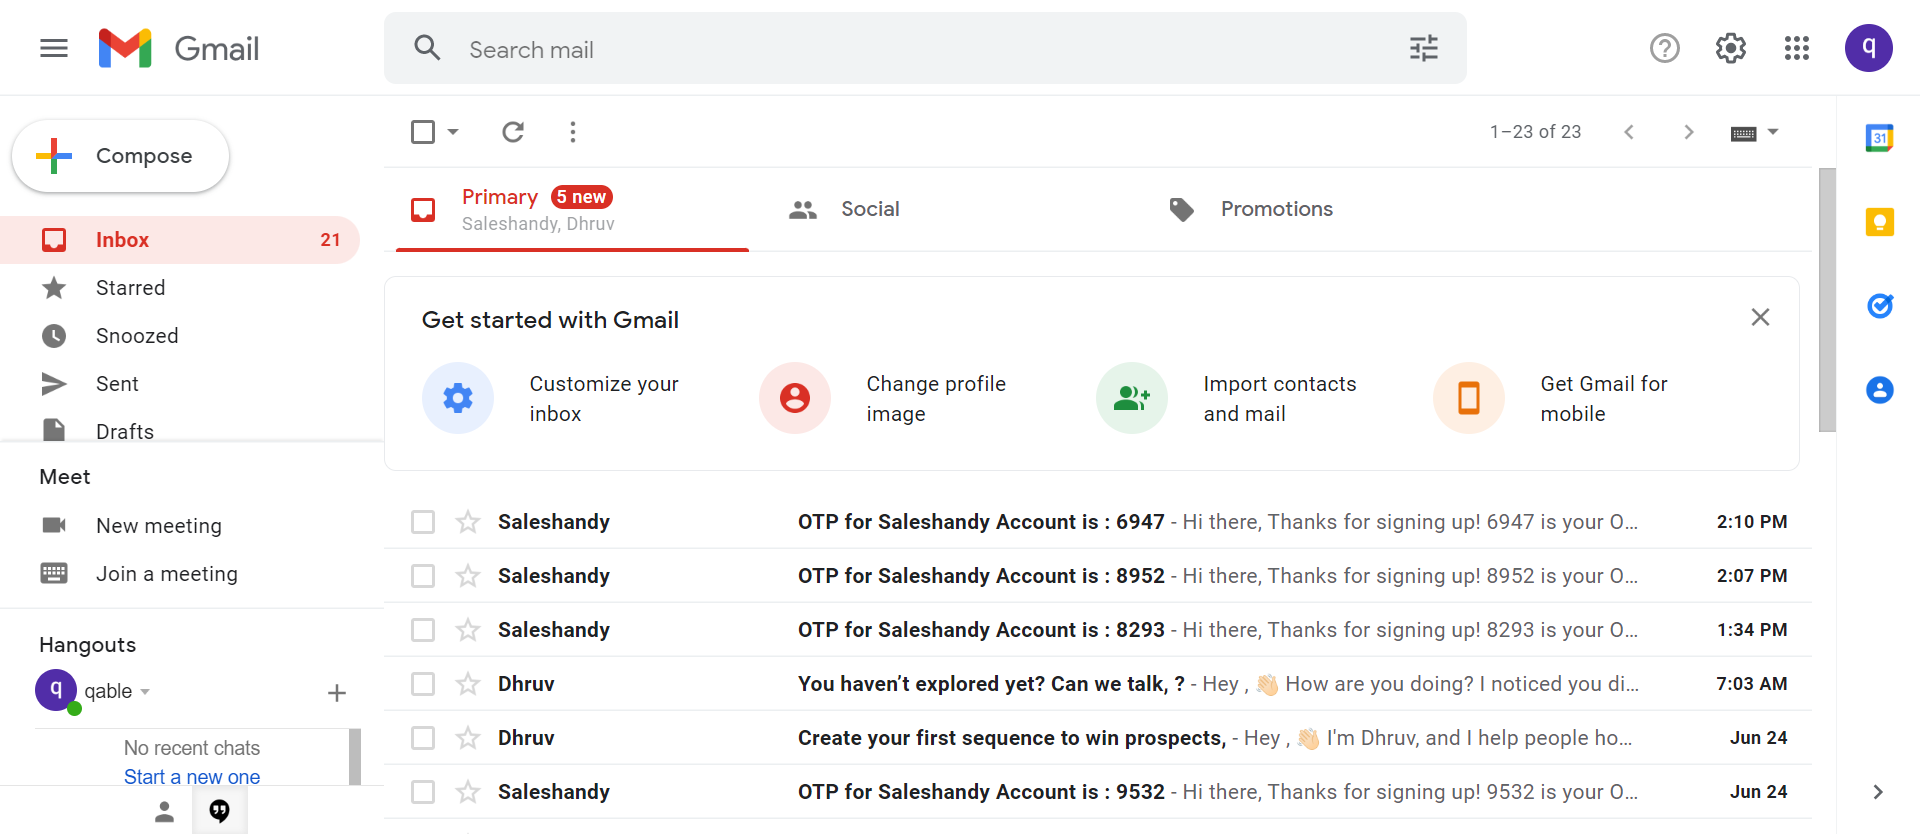 Gmail
Search mail
q
Compose
1–23 of 23
31
Primary 5 new
Saleshandy, Dhruv
Social
Promotions
Inbox 21
Starred
Snoozed
Sent
Drafts
Get started with Gmail
Customize your
inbox
Change profile
image
Import contacts
and mail
Get Gmail for
mobile
Meet
New meeting
Join a meeting
Hangouts
q qable
No recent chats
Start a new one
Saleshandy OTP for Saleshandy Account is : 6947 - Hi there, Thanks for signing up! 6947 is your O... 2:10 PM
Saleshandy OTP for Saleshandy Account is : 8952 - Hi there, Thanks for signing up! 8952 is your O... 2:07 PM
Saleshandy OTP for Saleshandy Account is : 8293 - Hi there, Thanks for signing up! 8293 is your O... 1:34 PM
Dhruv You haven’t explored yet? Can we talk, ? - Hey , 👋🏻 How are you doing? I noticed you di... 7:03 AM
Dhruv Create your first sequence to win prospects, - Hey , 👋🏻 I'm Dhruv, and I help people ho... Jun 24
Saleshandy OTP for Saleshandy Account is : 9532 - Hi there, Thanks for signing up! 9532 is your O... Jun 24